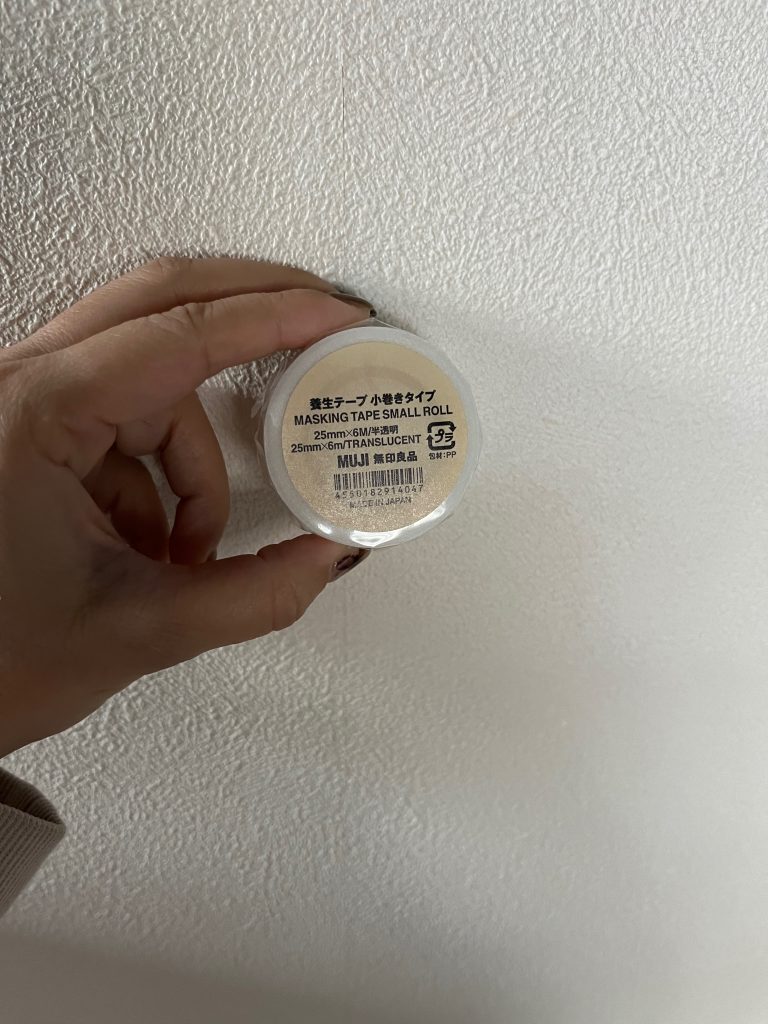 養生テープ 小巻きタイプ
MASKING TAPE SMALL ROLL
25mm×6M/半透明
25mm×6m/TRANSLUCENT
プラ
包材:PP
MUJI 無印良品
4550182914047
MADE IN JAPAN